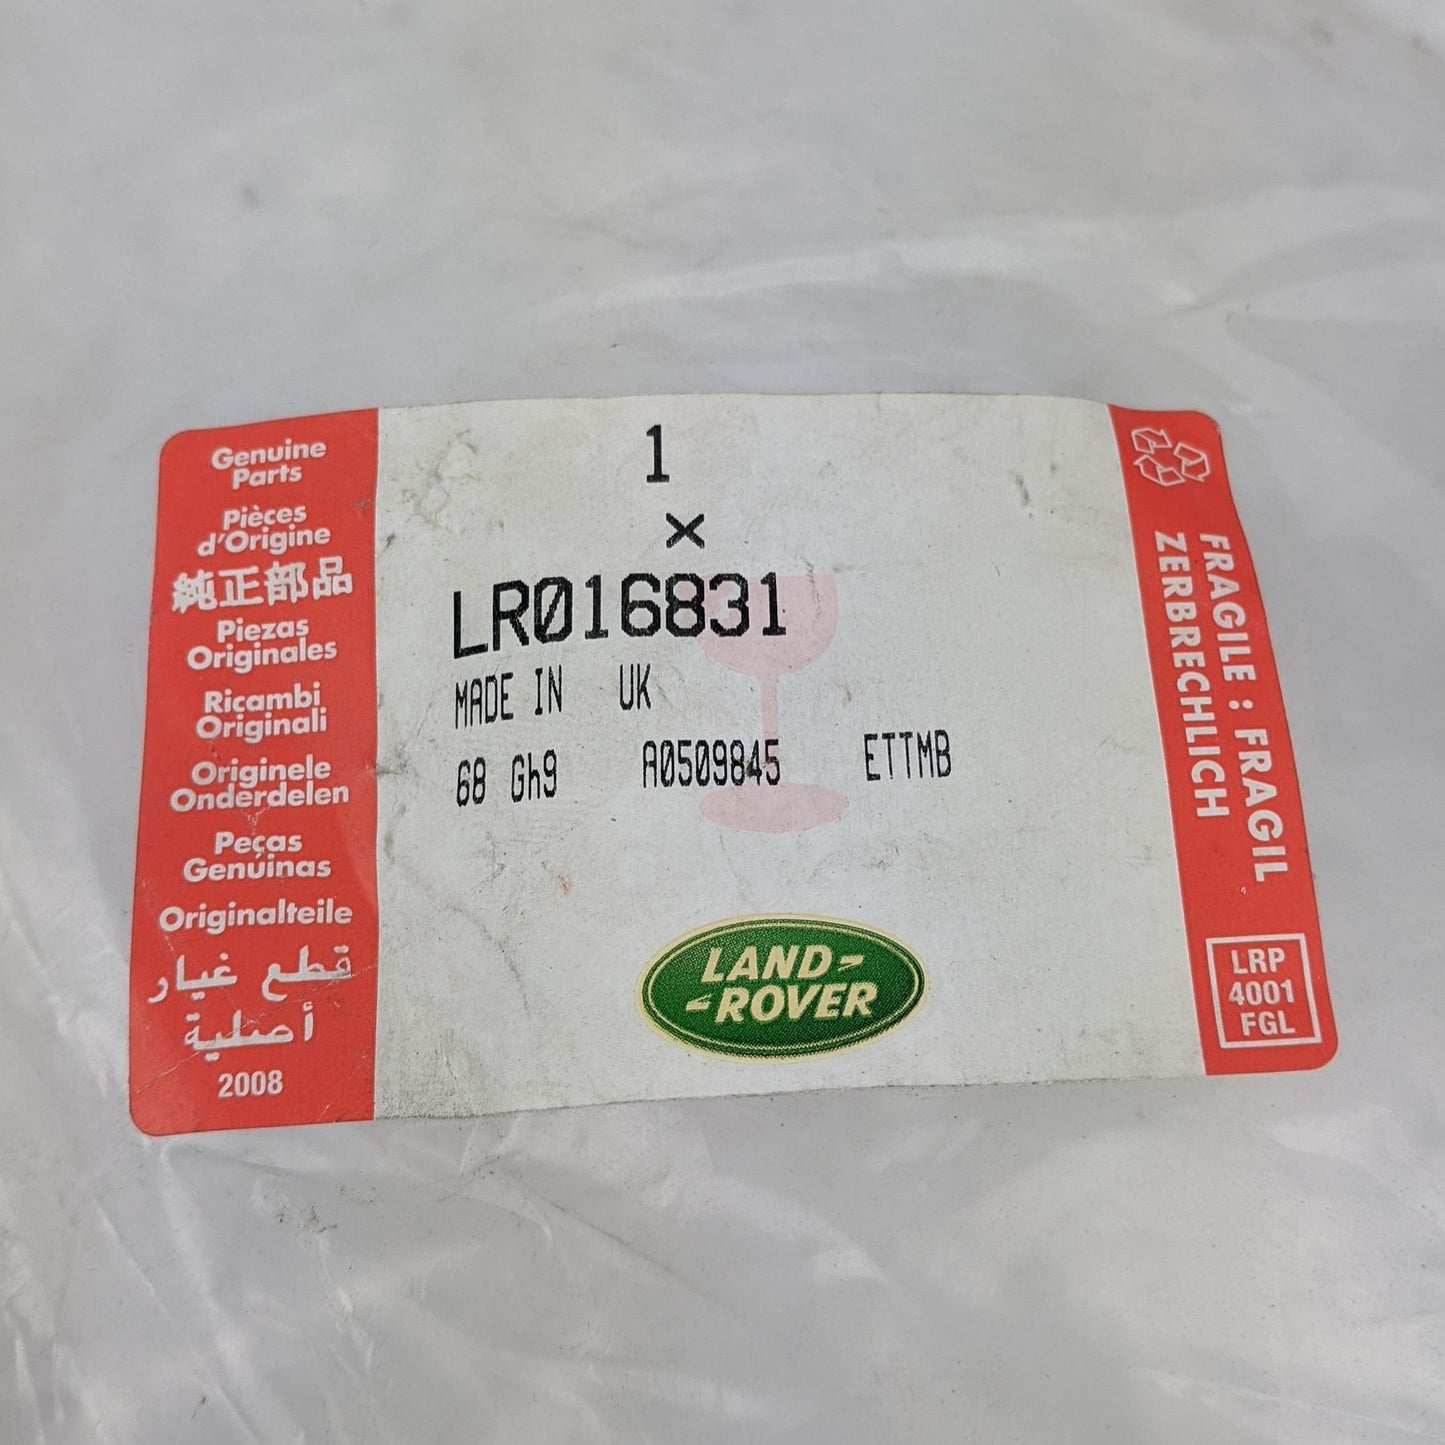 Genuine
Parts
Pièces
d'Origine
純正部品
Piezas
Originales
Ricambi
Originali
Originele
Onderdelen
Peças
Genuínas
Originalteile
قطع غيار
أصلية
2008
1
×
LR016831
MADE IN UK
68 Gh9 A0509845 ETTMB
LAND-
-ROVER
FRAGILE : FRAGIL
ZERBRECHLICH
LRP
4001
FGL